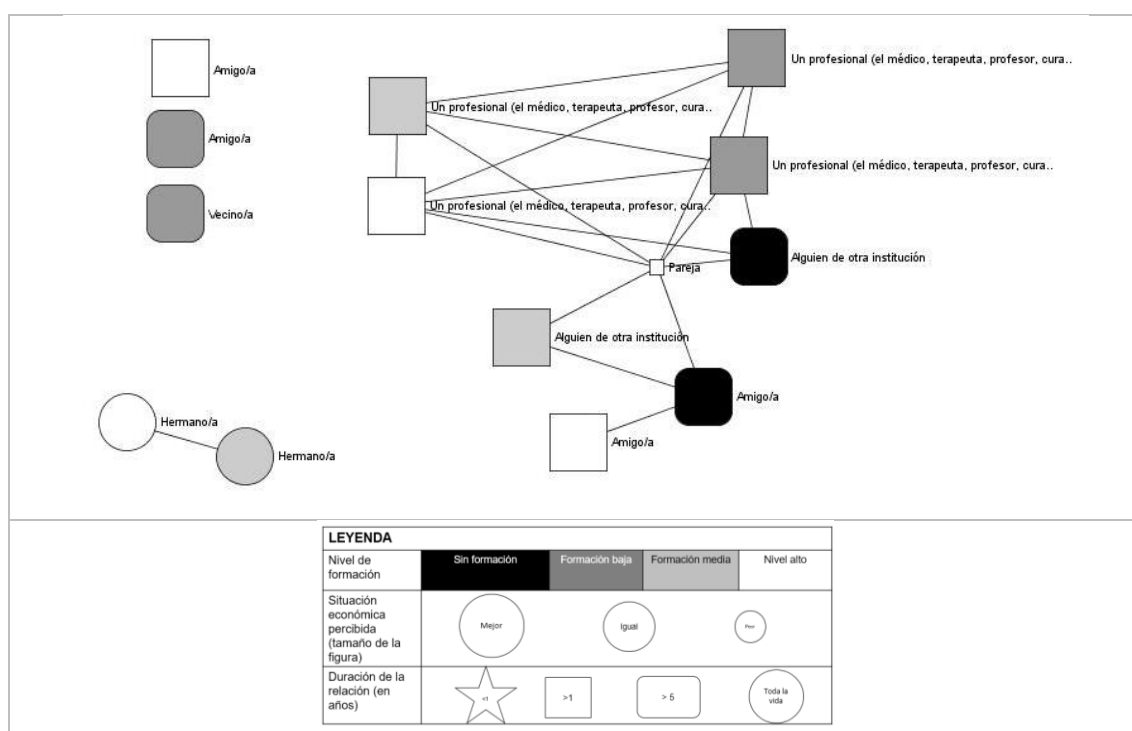 Un profesional (el médico, terapeuta, profesor, cura..
Amigo/a
Un profesional (el médico, terapeuta, profesor, cura..
Amigo/a
Un profesional (el médico, terapeuta, profesor, cura..
Un profesional (el médico, terapeuta, profesor, cura..
Vecino/a
Alguien de otra institución
Pareja
Alguien de otra institución
Amigo/a
Hermano/a
Amigo/a
Hermano/a
LEYENDA
Nivel de
formación
Sin formación
Formación baja
Formación media
Nivel alto
Situación
económica
percibida
(tamaño de la
figura)
Mejor
Igual
Peor
Duración de la
relación (en
años)
<1
>1
> 5
Toda la
vida